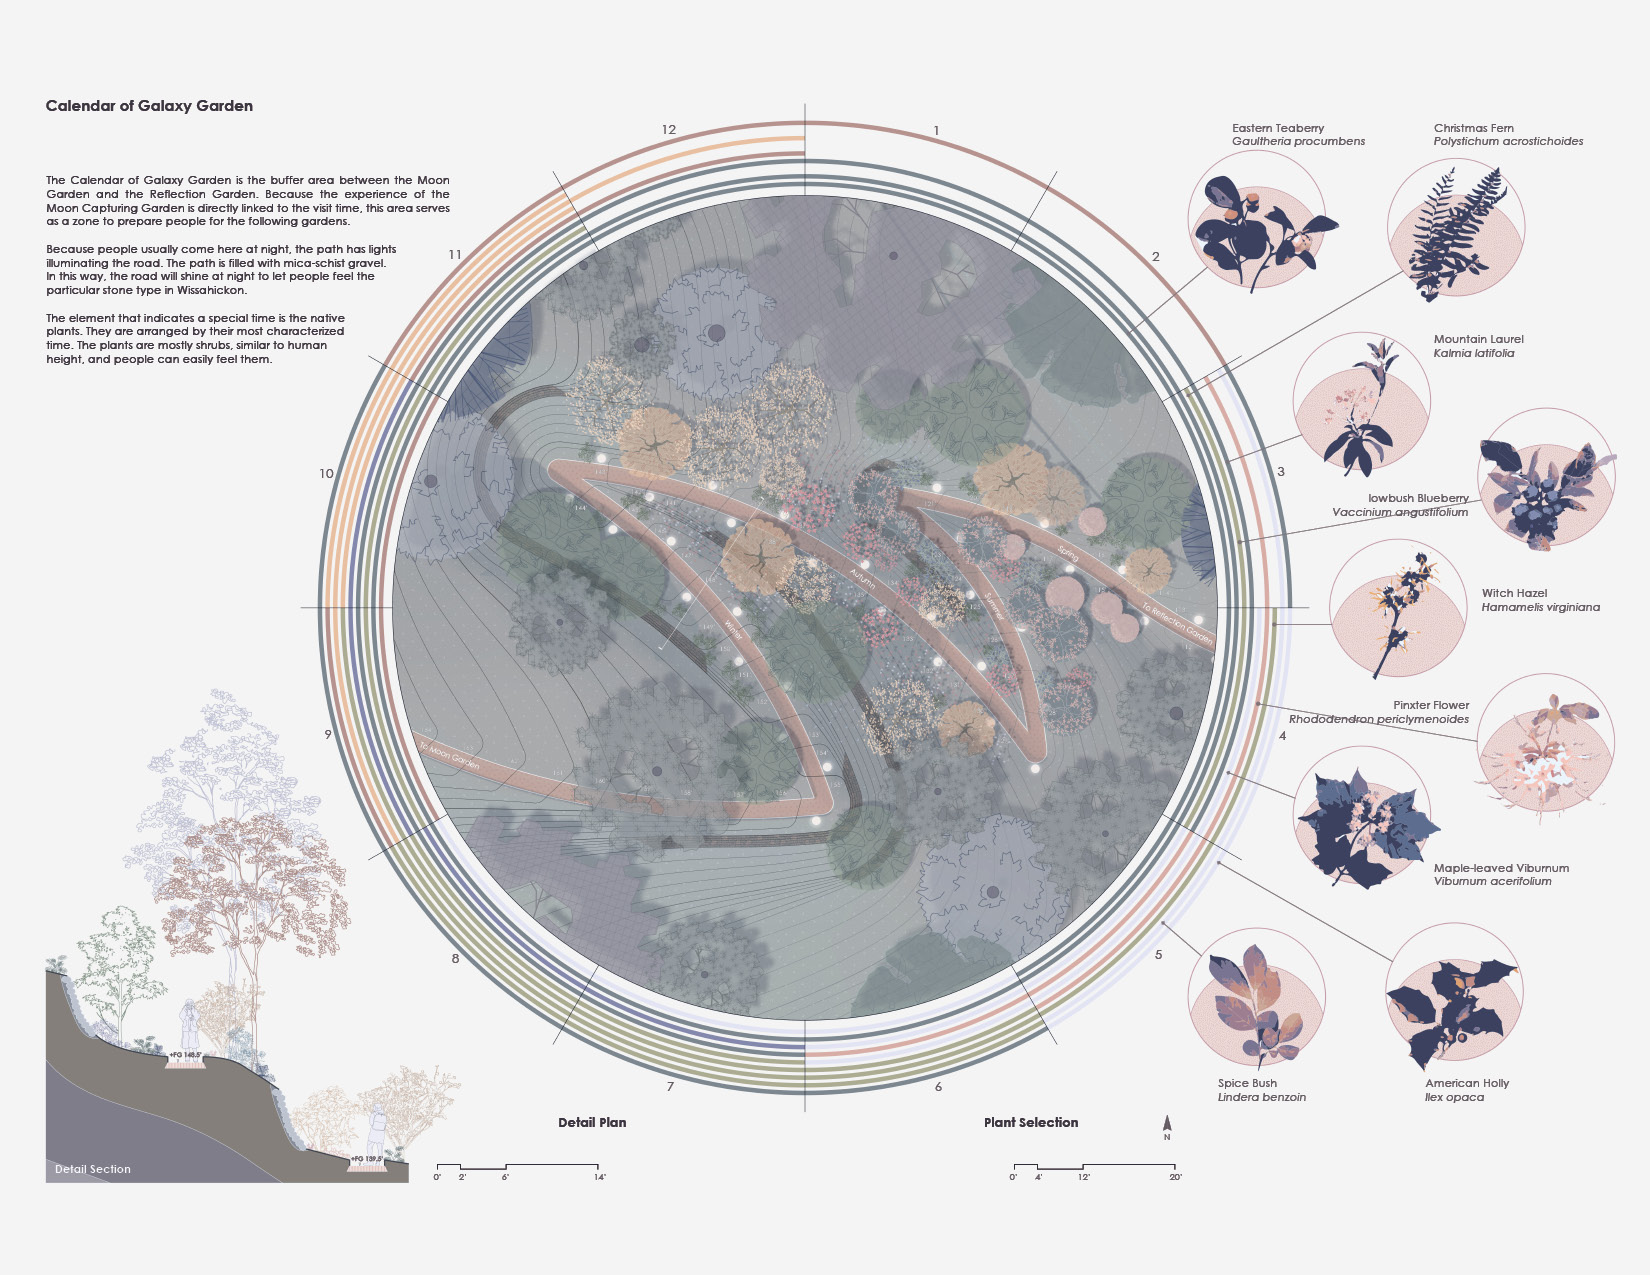 Calendar of Galaxy Garden
The Calendar of Galaxy Garden is the buffer area between the Moon
Garden and the Reflection Garden. Because the experience of the
Moon Capturing Garden is directly linked to the visit time, this area serves
as a zone to prepare people for the following gardens.
Because people usually come here at night, the path has lights
illuminating the road. The path is filled with mica-schist gravel.
In this way, the road will shine at night to let people feel the
particular stone type in Wissahickon.
The element that indicates a special time is the native
plants. They are arranged by their most characterized
time. The plants are mostly shrubs, similar to human
height, and people can easily feel them.
12
1
11
2
10
3
9
4
8
5
7
6
Spring
Autumn
Summer
Winter
To Reflection Garden
To Moon Garden
144
Eastern Teaberry
Gaultheria procumbens
Christmas Fern
Polystichum acrostichoides
Mountain Laurel
Kalmia latifolia
lowbush Blueberry
Vaccinium angustifolium
Witch Hazel
Hamamelis virginiana
Pinxter Flower
Rhododendron periclymenoides
Maple-leaved Viburnum
Viburnum acerifolium
Spice Bush
Lindera benzoin
American Holly
Ilex opaca
+FG 148.5'
+FG 139.5'
Detail Section
Detail Plan
0' 2' 6' 14'
Plant Selection
N
0' 4' 12' 20'